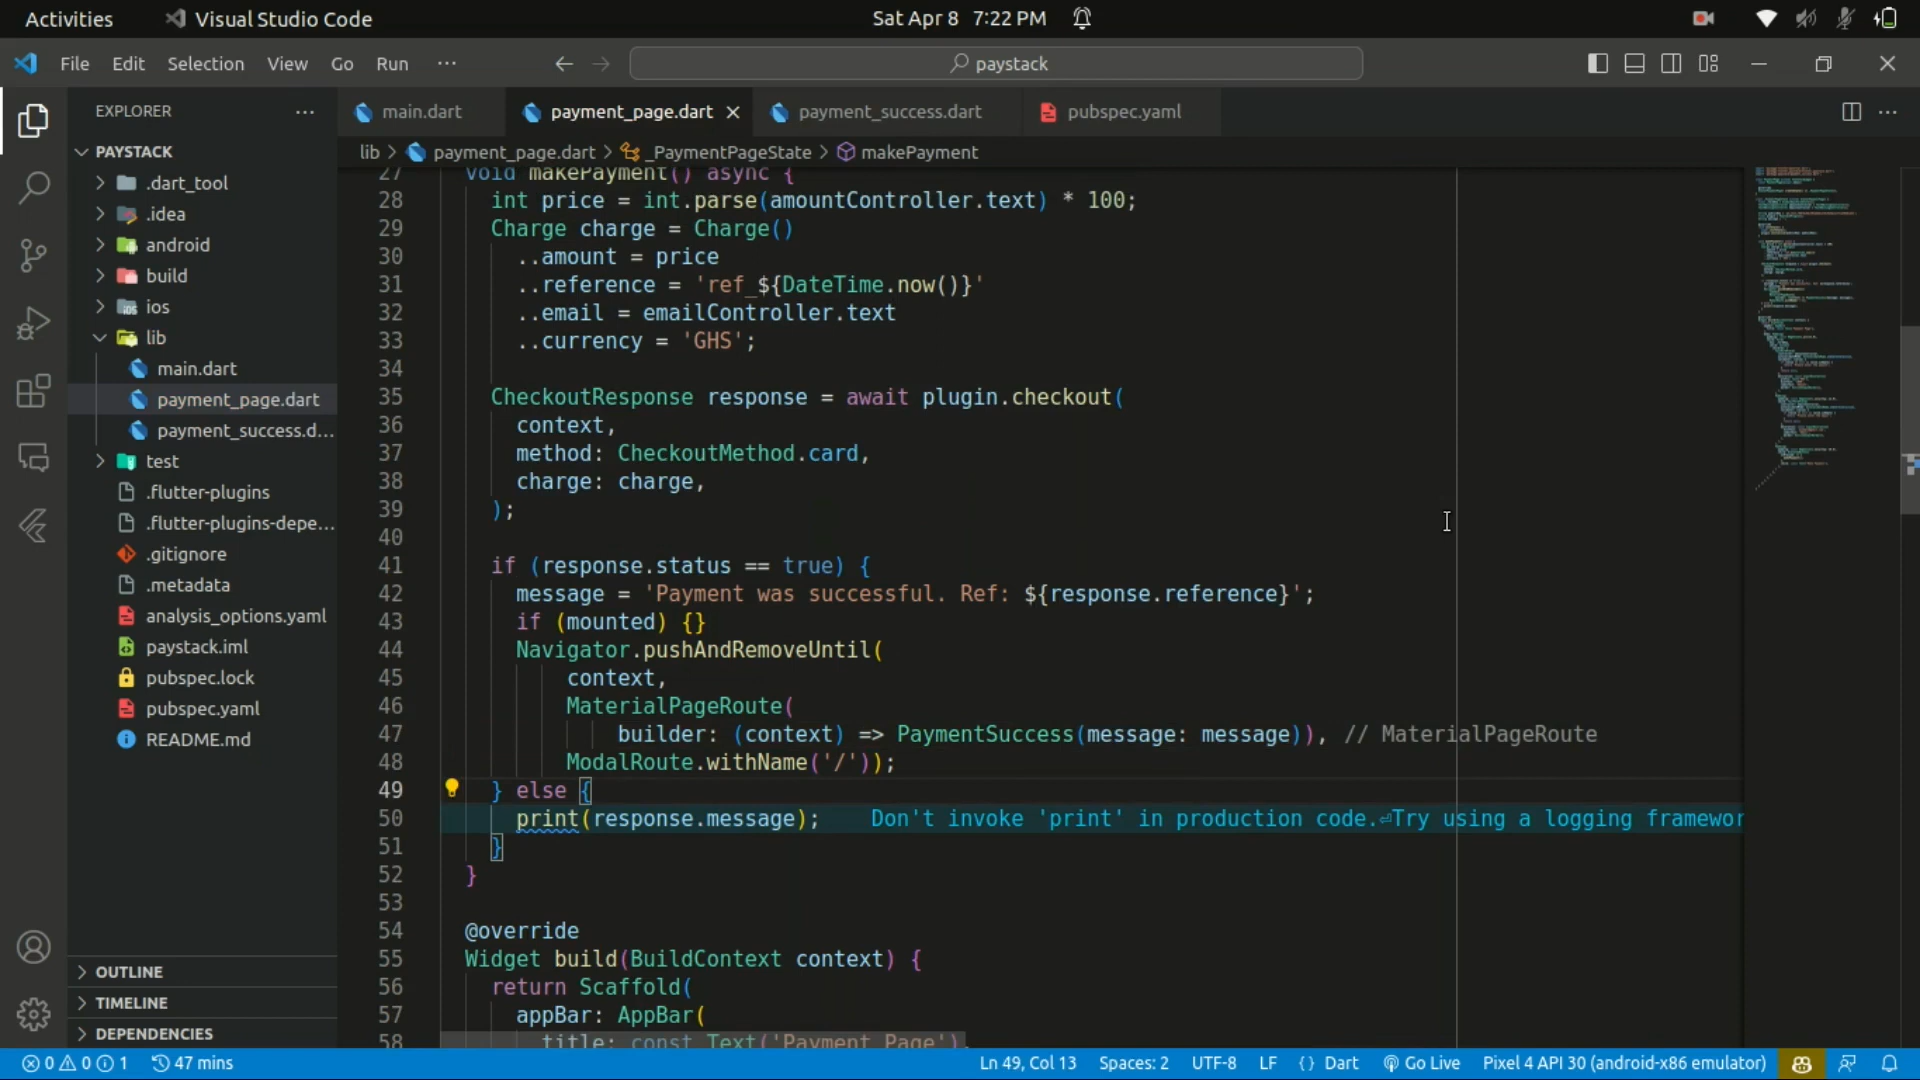 Activities
Visual Studio Code
Sat Apr 8 7:22 PM
File Edit Selection View Go Run ···
paystack
EXPLORER ···
main.dart
payment_page.dart
payment_success.dart
pubspec.yaml
lib > payment_page.dart > _PaymentPageState > makePayment
PAYSTACK
.dart_tool
.idea
android
build
ios
lib
main.dart
payment_page.dart
payment_success.d...
test
.flutter-plugins
.flutter-plugins-depe...
.gitignore
.metadata
analysis_options.yaml
paystack.iml
pubspec.lock
pubspec.yaml
README.md
OUTLINE
TIMELINE
DEPENDENCIES
27 void makePayment() async {
28 int price = int.parse(amountController.text) * 100;
29 Charge charge = Charge()
30 ..amount = price
31 ..reference = 'ref_${DateTime.now()}'
32 ..email = emailController.text
33 ..currency = 'GHS';
34
35 CheckoutResponse response = await plugin.checkout(
36 context,
37 method: CheckoutMethod.card,
38 charge: charge,
39 );
40
41 if (response.status == true) {
42 message = 'Payment was successful. Ref: ${response.reference}';
43 if (mounted) {}
44 Navigator.pushAndRemoveUntil(
45 context,
46 MaterialPageRoute(
47 builder: (context) => PaymentSuccess(message: message)), // MaterialPageRoute
48 ModalRoute.withName('/'));
49 } else {
50 print(response.message); Don't invoke 'print' in production code.⏎Try using a logging framewor
51 }
52 }
53
54 @override
55 Widget build(BuildContext context) {
56 return Scaffold(
57 appBar: AppBar(
58 title: const Text('Payment Page'),
0 0 1 47 mins
Ln 49, Col 13 Spaces: 2 UTF-8 LF {} Dart Go Live Pixel 4 API 30 (android-x86 emulator)